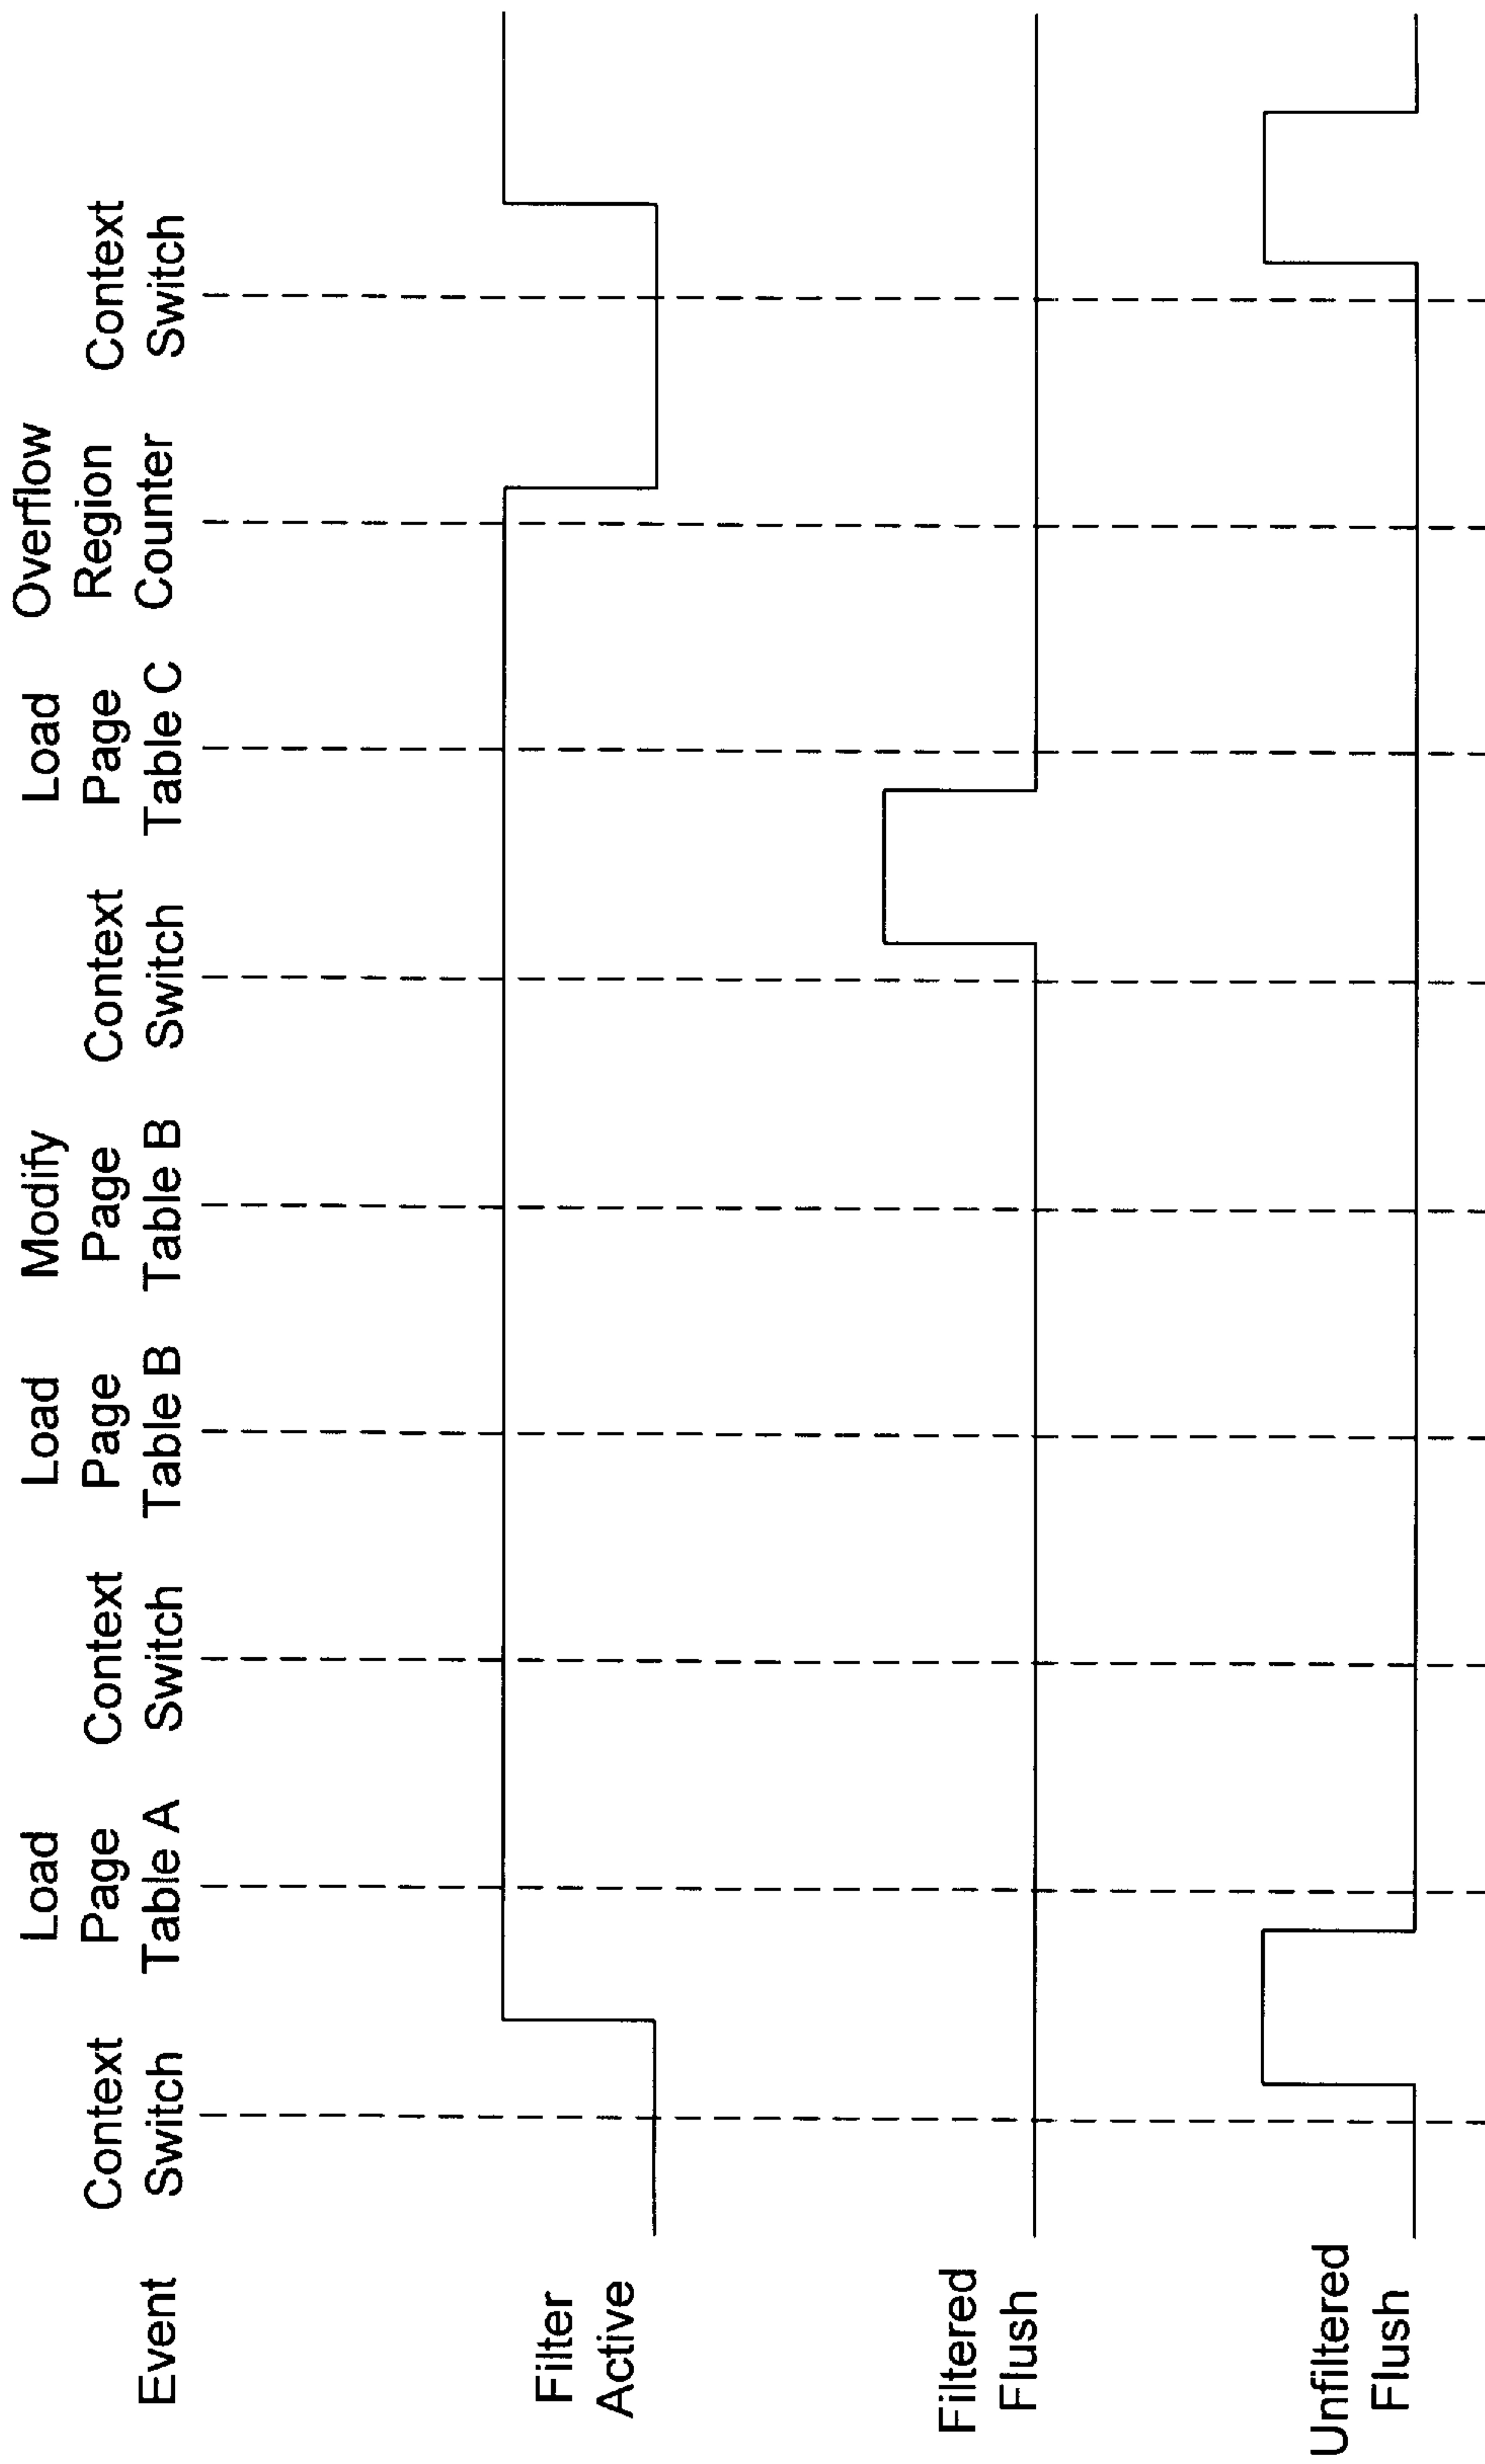 Event
Context
Switch
Load
Page
Table A
Context
Switch
Load
Page
Table B
Modify
Page
Table B
Context
Switch
Load
Page
Table C
Overflow
Region
Counter
Context
Switch
Filter
Active
Filtered
Flush
Unfiltered
Flush